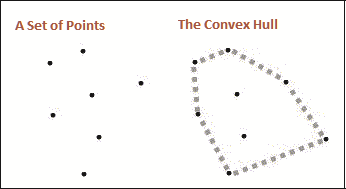 A Set of Points
The Convex Hull